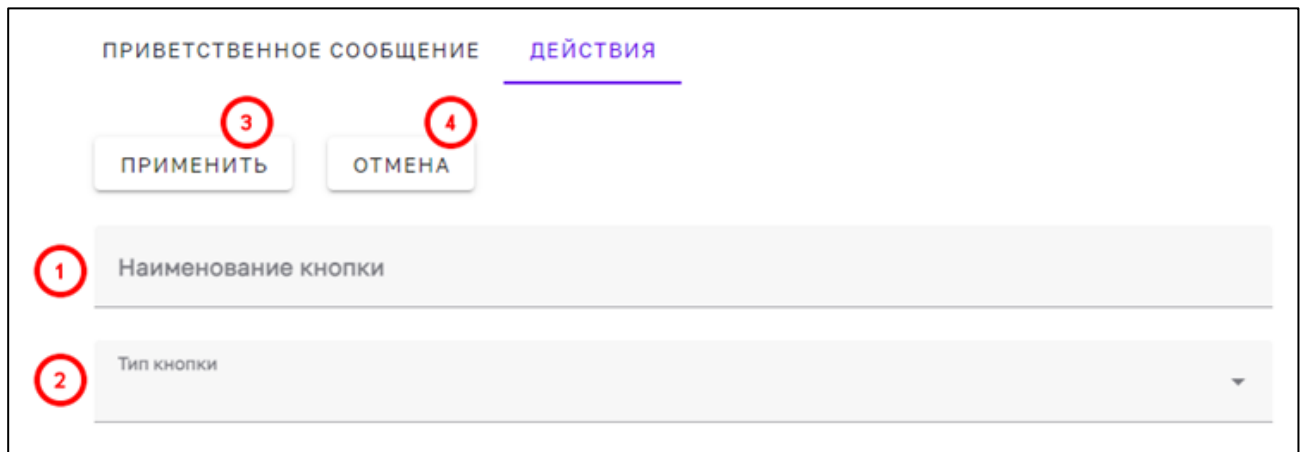 ПРИВЕТСТВЕННОЕ СООБЩЕНИЕ ДЕЙСТВИЯ
3 4
ПРИМЕНИТЬ ОТМЕНА
1 Наименование кнопки
2 Тип кнопки